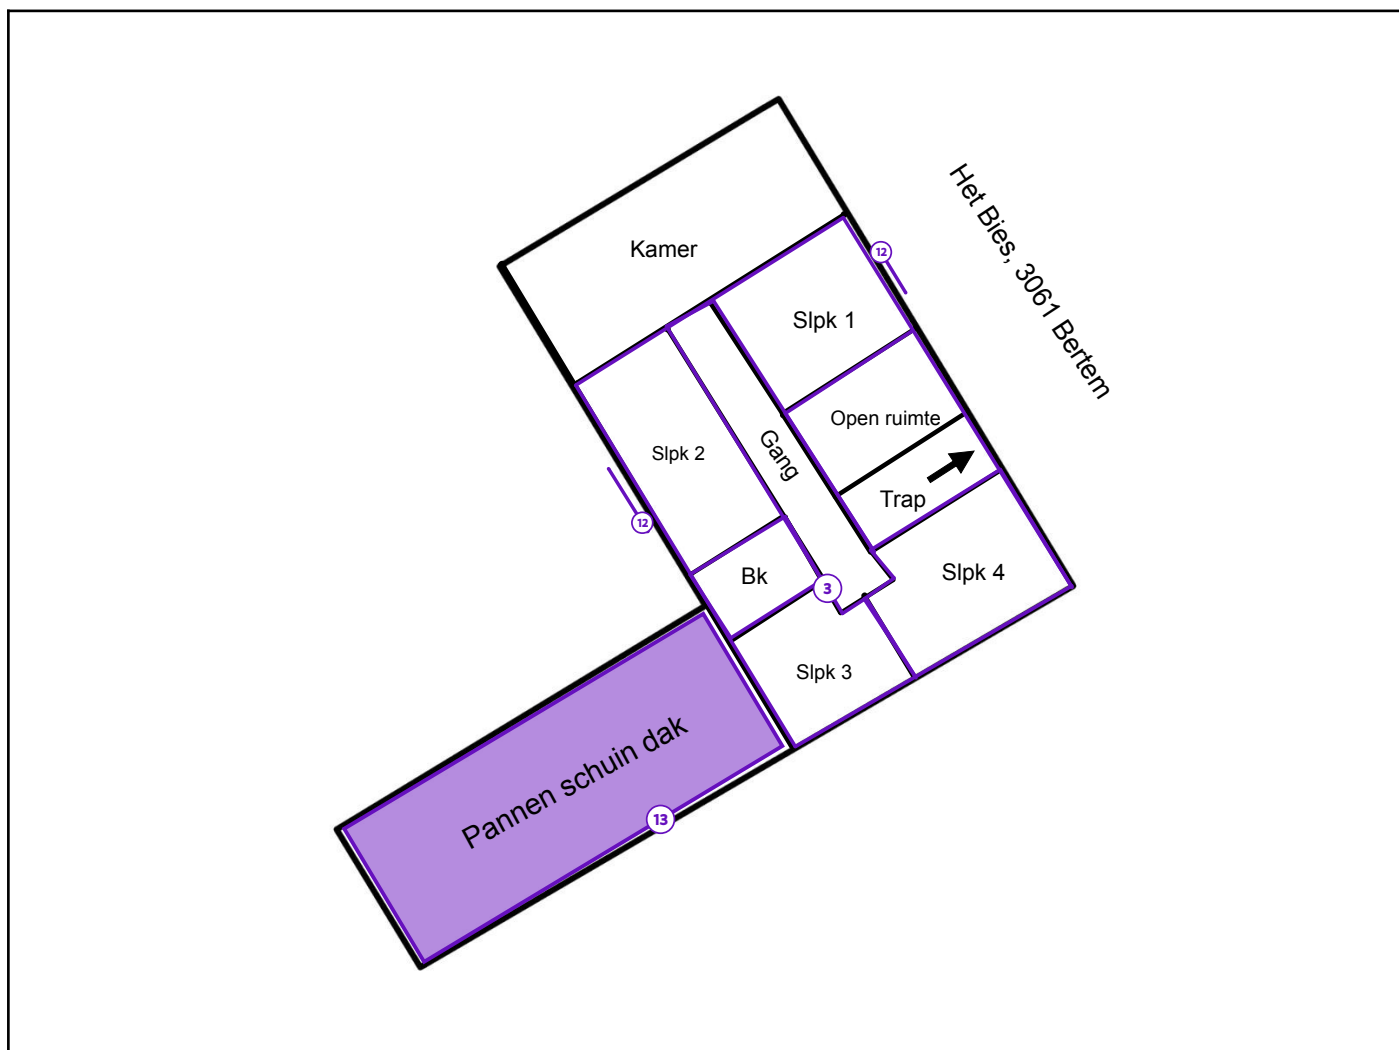 Het Bies, 3061 Bertem
Kamer
12
Slpk 1
Open ruimte
Slpk 2
Gang
Trap
12
Bk
3
Slpk 4
Slpk 3
Pannen schuin dak
13